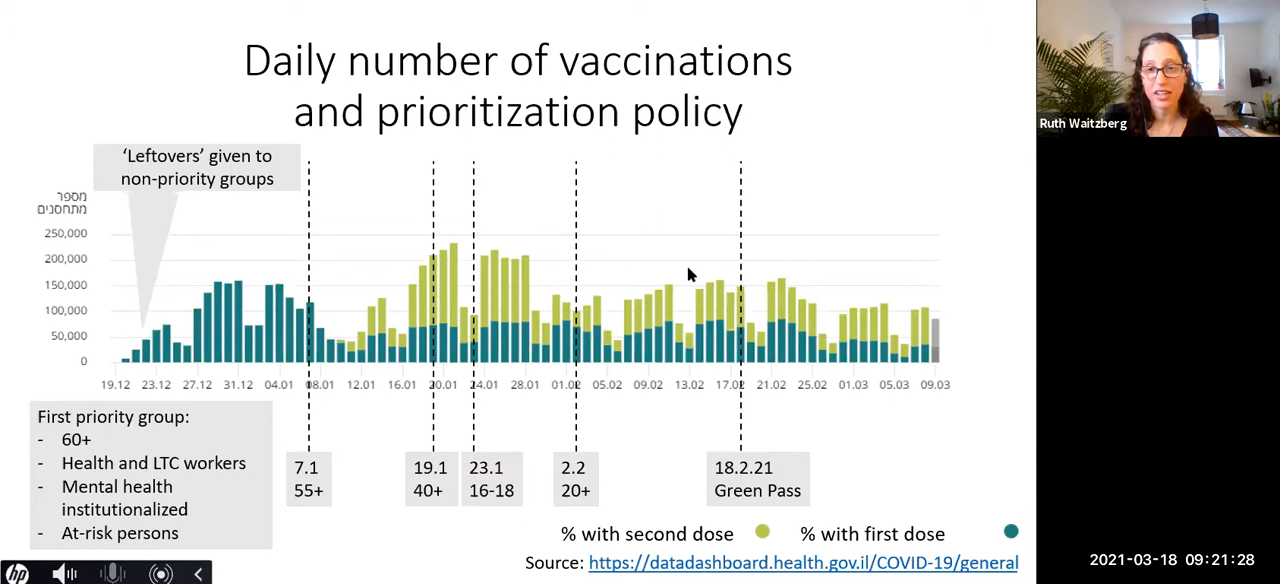 Daily number of vaccinations
and prioritization policy
Ruth Waitzberg
'Leftovers' given to
non-priority groups
מספר
מתחסנים
250,000
200,000
150,000
100,000
50,000
0
19.12 23.12 27.12 31.12 04.01 08.01 12.01 16.01 20.01 24.01 28.01 01.02 05.02 09.02 13.02 17.02 21.02 25.02 01.03 05.03 09.03
First priority group:
- 60+
- Health and LTC workers
- Mental health
institutionalized
- At-risk persons
7.1
55+
19.1
40+
23.1
16-18
2.2
20+
18.2.21
Green Pass
% with second dose % with first dose
Source: https://datadashboard.health.gov.il/COVID-19/general
hp
2021-03-18 09:21:28